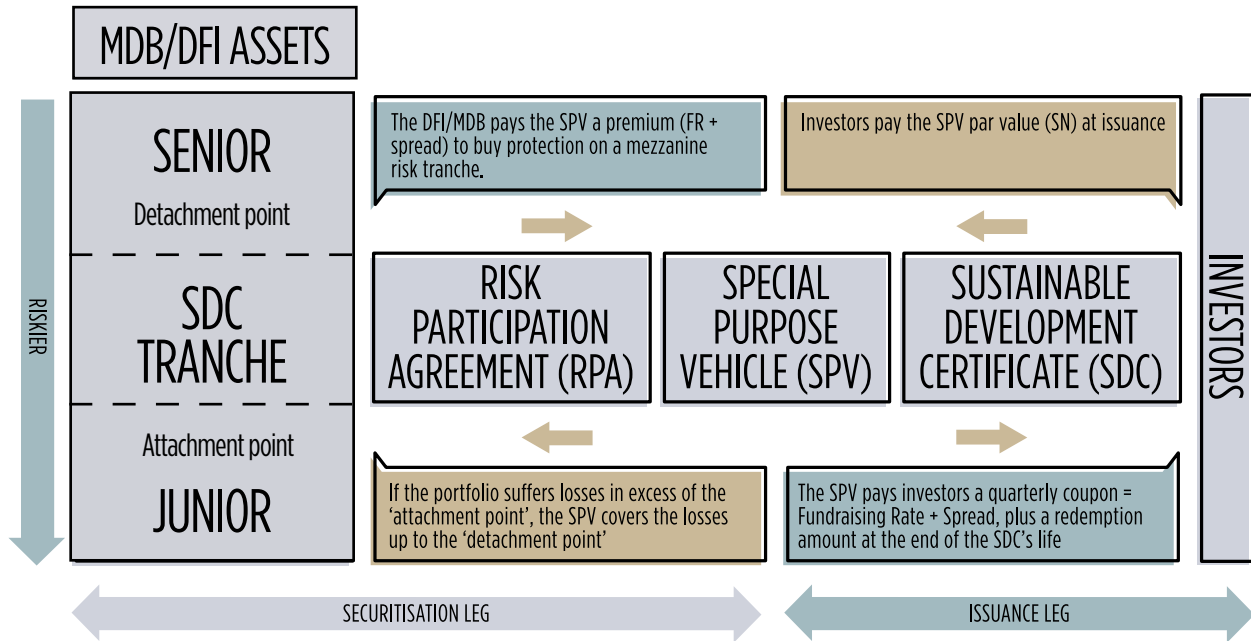 MDB/DFI ASSETS
RISKIER
SENIOR
Detachment point
SDC
TRANCHE
Attachment point
JUNIOR
The DFI/MDB pays the SPV a premium (FR +
spread) to buy protection on a mezzanine
risk tranche.
Investors pay the SPV par value (SN) at issuance
RISK
PARTICIPATION
AGREEMENT (RPA)
SPECIAL
PURPOSE
VEHICLE (SPV)
SUSTAINABLE
DEVELOPMENT
CERTIFICATE (SDC)
INVESTORS
If the portfolio suffers losses in excess of the
‘attachment point’, the SPV covers the losses
up to the ‘detachment point’
The SPV pays investors a quarterly coupon =
Fundraising Rate + Spread, plus a redemption
amount at the end of the SDC’s life
SECURITISATION LEG
ISSUANCE LEG